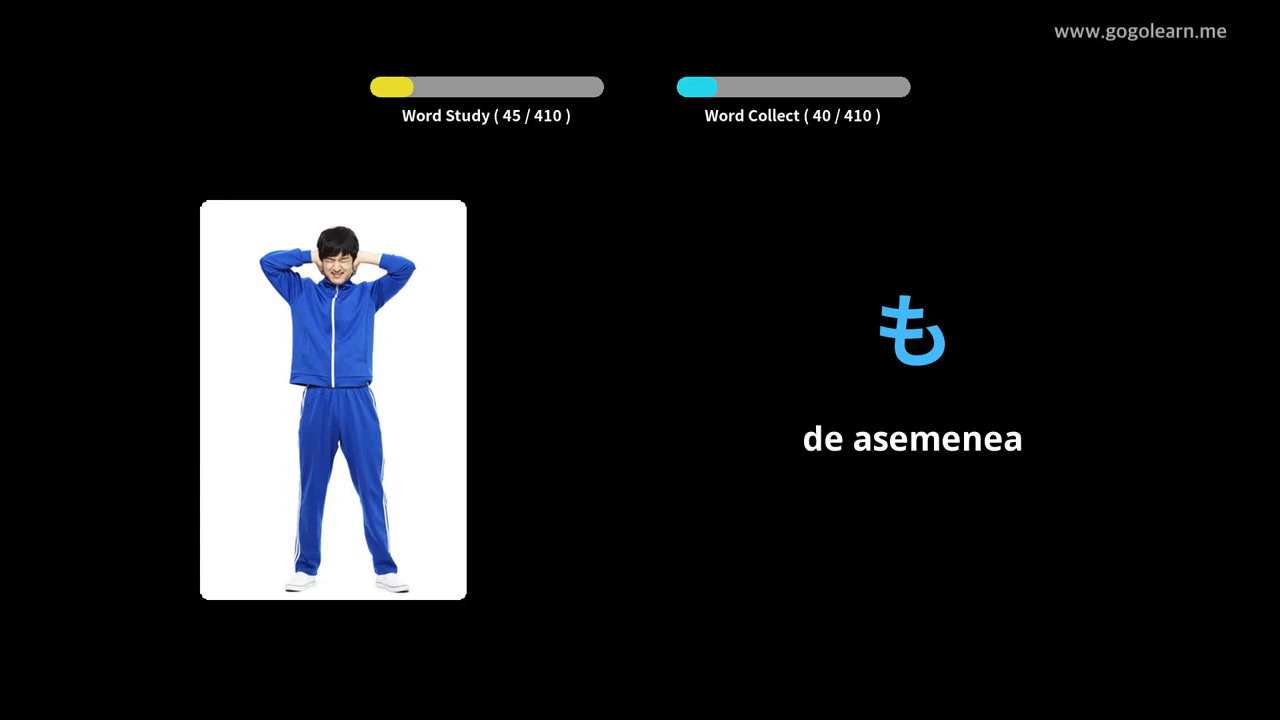 www.gogolearn.me
Word Study ( 45 / 410 )
Word Collect ( 40 / 410 )
も
de asemenea